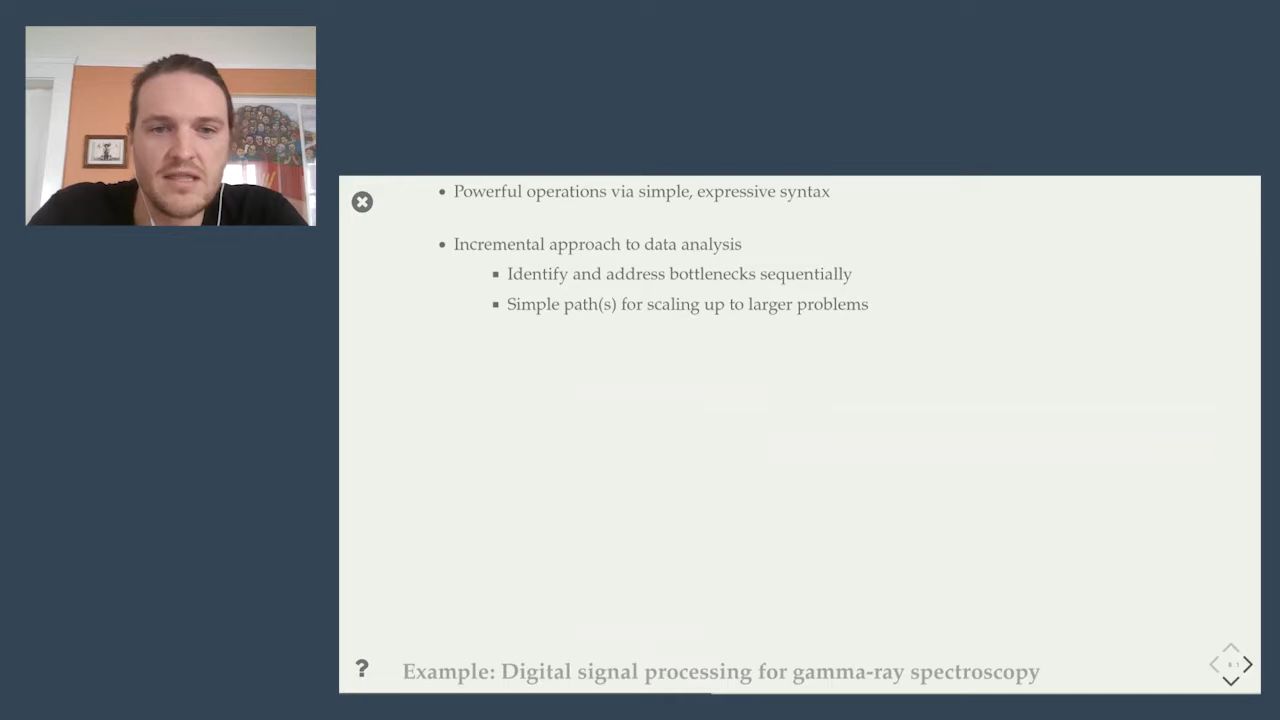 • Powerful operations via simple, expressive syntax
• Incremental approach to data analysis
▪ Identify and address bottlenecks sequentially
▪ Simple path(s) for scaling up to larger problems
? Example: Digital signal processing for gamma-ray spectroscopy